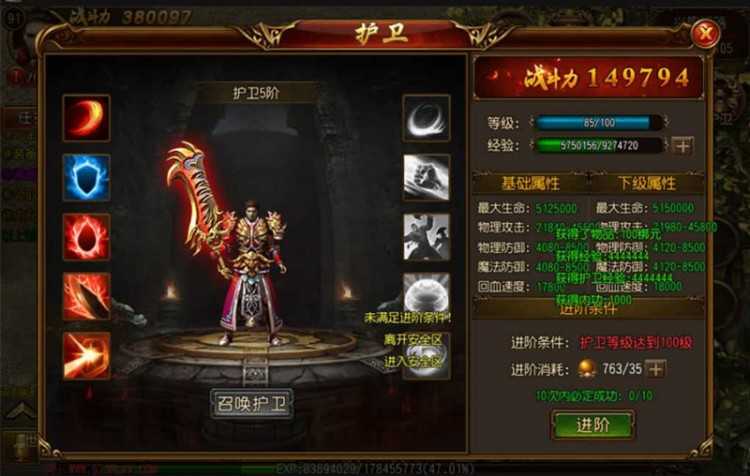 91
战斗力 380097
护卫
护卫5阶
战斗力 149794
等级：
85/100
经验：
5750156/9274720
基础属性
下级属性
最大生命：5125000
最大生命：5150000
物理攻击：
物理攻击：21980-45800
获得了物品：100绑元
物理防御：4080-8500
物理防御：4120-8500
获得经验：4444444
魔法防御：4080-8500
魔法防御：4120-8500
获得护卫经验：4444444
回血速度：17800
回血速度：18000
获得内功：1000
进阶条件
未满足进阶条件！
离开安全区
进入安全区
进阶条件：护卫等级达到100級
进阶消耗：
763/35
10次内必定成功：0/10
召唤护卫
进阶
EXP:83894029/178455773(47.01%)